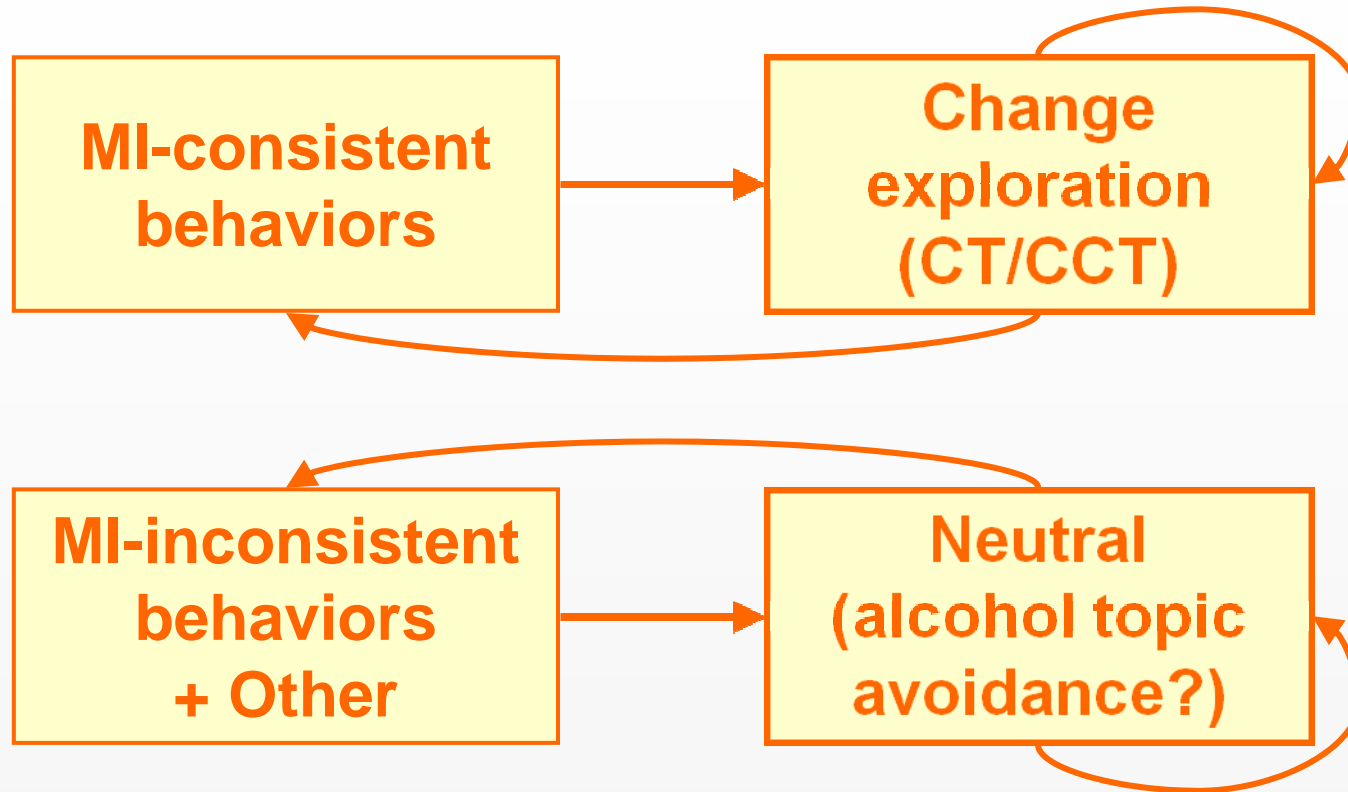 MI-consistent
behaviors
Change
exploration
(CT/CCT)
MI-inconsistent
behaviors
+ Other
Neutral
(alcohol topic
avoidance?)